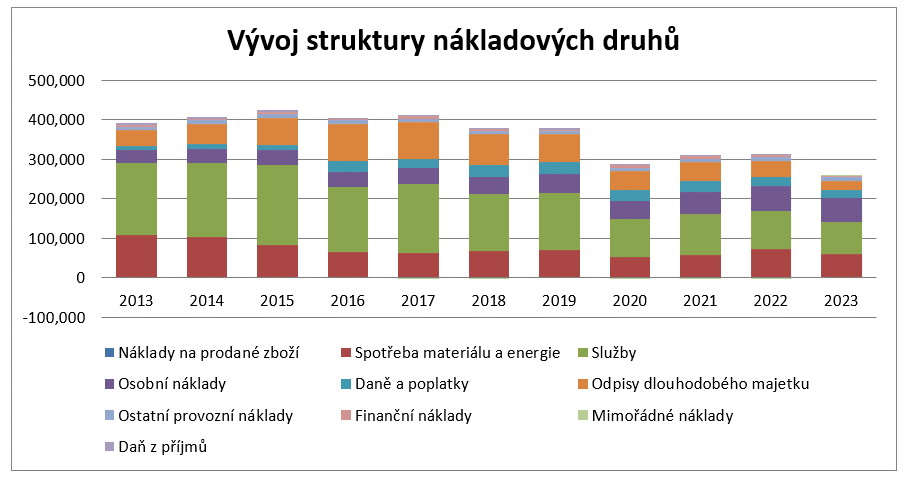 Vývoj struktury nákladových druhů
500,000
400,000
300,000
200,000
100,000
0
2013 2014 2015 2016 2017 2018 2019 2020 2021 2022 2023
-100,000
Náklady na prodané zboží Spotřeba materiálu a energie Služby
Osobní náklady Daně a poplatky Odpisy dlouhodobého majetku
Ostatní provozní náklady Finanční náklady Mimořádné náklady
Daň z příjmů